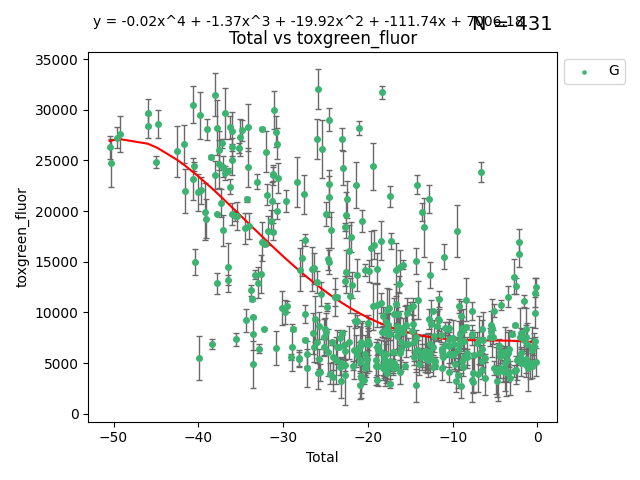 y = -0.02x^4 + -1.37x^3 + -19.92x^2 + -111.74x + 7006.18
N = 431
Total vs toxgreen_fluor
G
35000
30000
25000
20000
15000
10000
5000
0
toxgreen_fluor
−50 −40 −30 −20 −10 0
Total